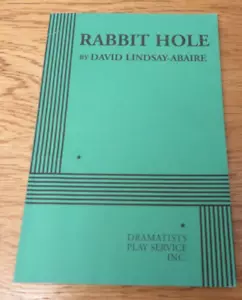 RABBIT HOLE
BY DAVID LINDSAY-ABAIRE
DRAMATISTS
PLAY SERVICE
INC.